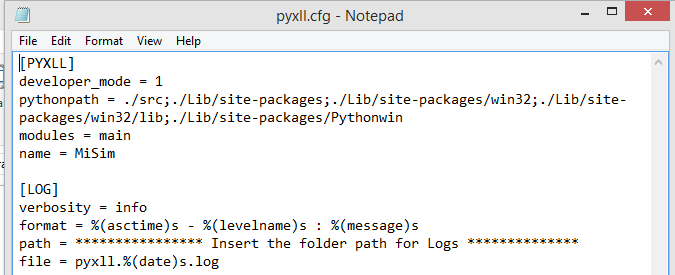 pyxll.cfg - Notepad
File Edit Format View Help
[PYXLL]
developer_mode = 1
pythonpath = ./src;./Lib/site-packages;./Lib/site-packages/win32;./Lib/site-
packages/win32/lib;./Lib/site-packages/Pythonwin
modules = main
name = MiSim
[LOG]
verbosity = info
format = %(asctime)s - %(levelname)s : %(message)s
path = **************** Insert the folder path for Logs **************
file = pyxll.%(date)s.log